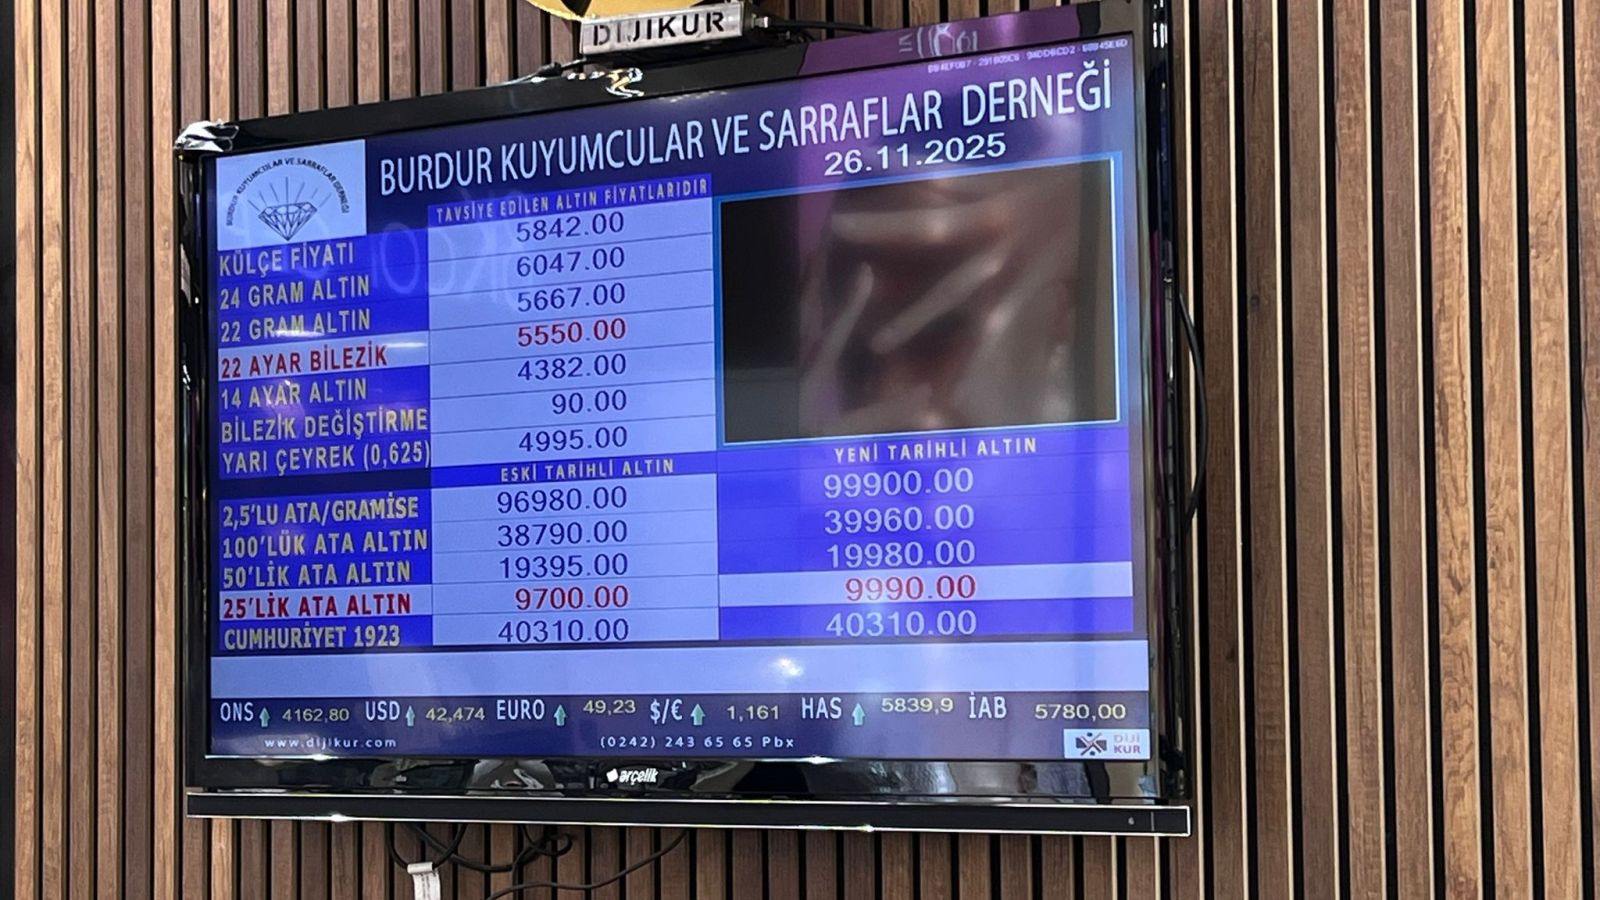 DIJIKUR
BURDUR KUYUMCULAR VE SARRAFLAR DERNEĞİ
26.11.2025
BURDUR KUYUMCULAR VE SARRAFLAR DERNEĞİ
TAVSİYE EDİLEN ALTIN FİYATLARIDIR
KÜLÇE FİYATI 5842.00
24 GRAM ALTIN 6047.00
22 GRAM ALTIN 5667.00
22 AYAR BİLEZİK 5550.00
14 AYAR ALTIN 4382.00
BİLEZİK DEĞİŞTİRME 90.00
YARI ÇEYREK (0,625) 4995.00
ESKİ TARİHLİ ALTIN YENİ TARİHLİ ALTIN
2,5'LU ATA/GRAMİSE 96980.00 99900.00
100'LÜK ATA ALTIN 38790.00 39960.00
50'LİK ATA ALTIN 19395.00 19980.00
25'LİK ATA ALTIN 9700.00 9990.00
CUMHURİYET 1923 40310.00 40310.00
ONS 4162,80 USD 42,474 EURO 49,23 $/€ 1,161 HAS 5839,9 İAB 5780,00
www.dijikur.com (0242) 243 65 65 Pbx
DIJI
KUR
arçelik